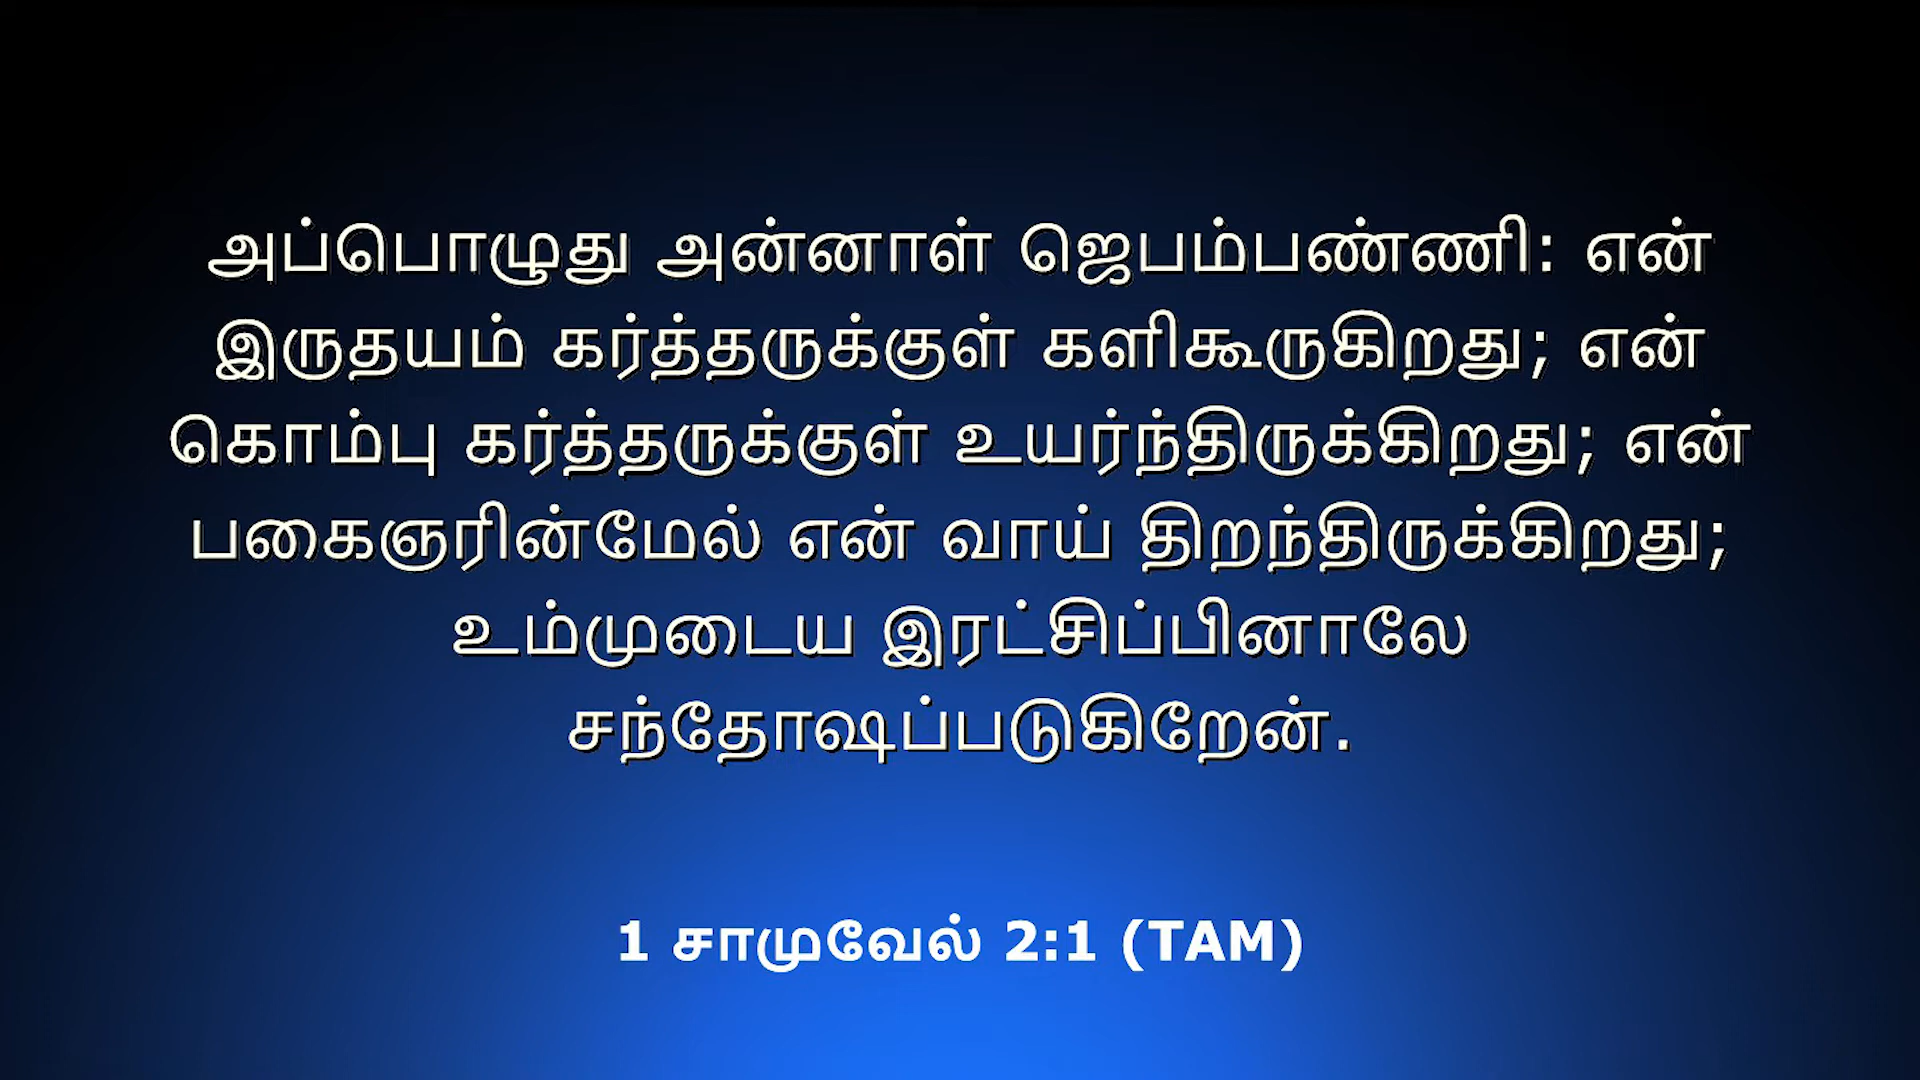 அப்பொழுது அன்னாள் ஜெபம்பண்ணி: என்
இருதயம் கர்த்தருக்குள் களிகூருகிறது; என்
கொம்பு கர்த்தருக்குள் உயர்ந்திருக்கிறது; என்
பகைஞரின்மேல் என் வாய் திறந்திருக்கிறது;
உம்முடைய இரட்சிப்பினாலே
சந்தோஷப்படுகிறேன்.
1 சாமுவேல் 2:1 (TAM)